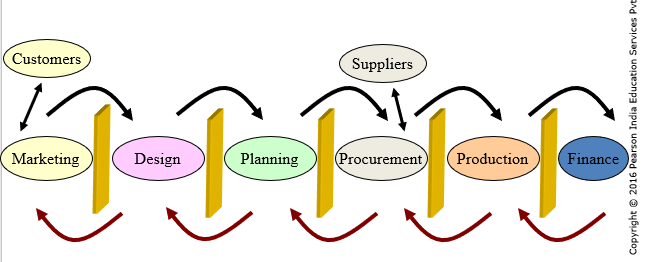 Customers
Suppliers
Marketing
Design
Planning
Procurement
Production
Finance
Copyright © 2016 Pearson India Education Services Pvt